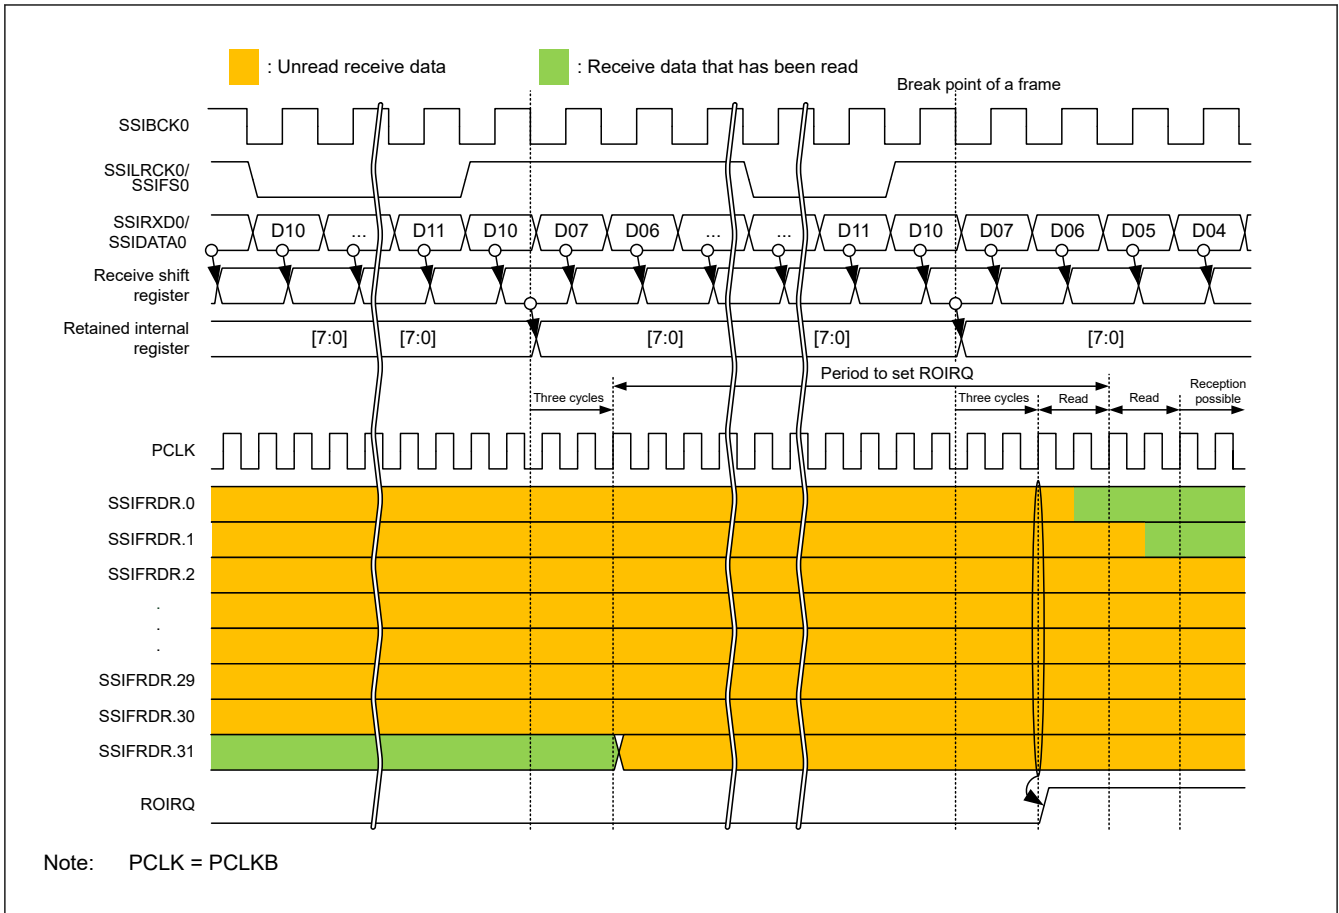 : Unread receive data
: Receive data that has been read
Break point of a frame
SSIBCK0
SSILRCK0/
SSIFS0
SSIRXD0/
SSIDATA0
D10
...
D11
D10
D07
D06
...
...
D11
D10
D07
D06
D05
D04
Receive shift
register
Retained internal
register
[7:0]
[7:0]
[7:0]
[7:0]
[7:0]
Period to set ROIRQ
Three cycles
Three cycles
Read
Read
Reception
possible
PCLK
SSIFRDR.0
SSIFRDR.1
SSIFRDR.2
.
.
.
SSIFRDR.29
SSIFRDR.30
SSIFRDR.31
ROIRQ
Note: PCLK = PCLKB